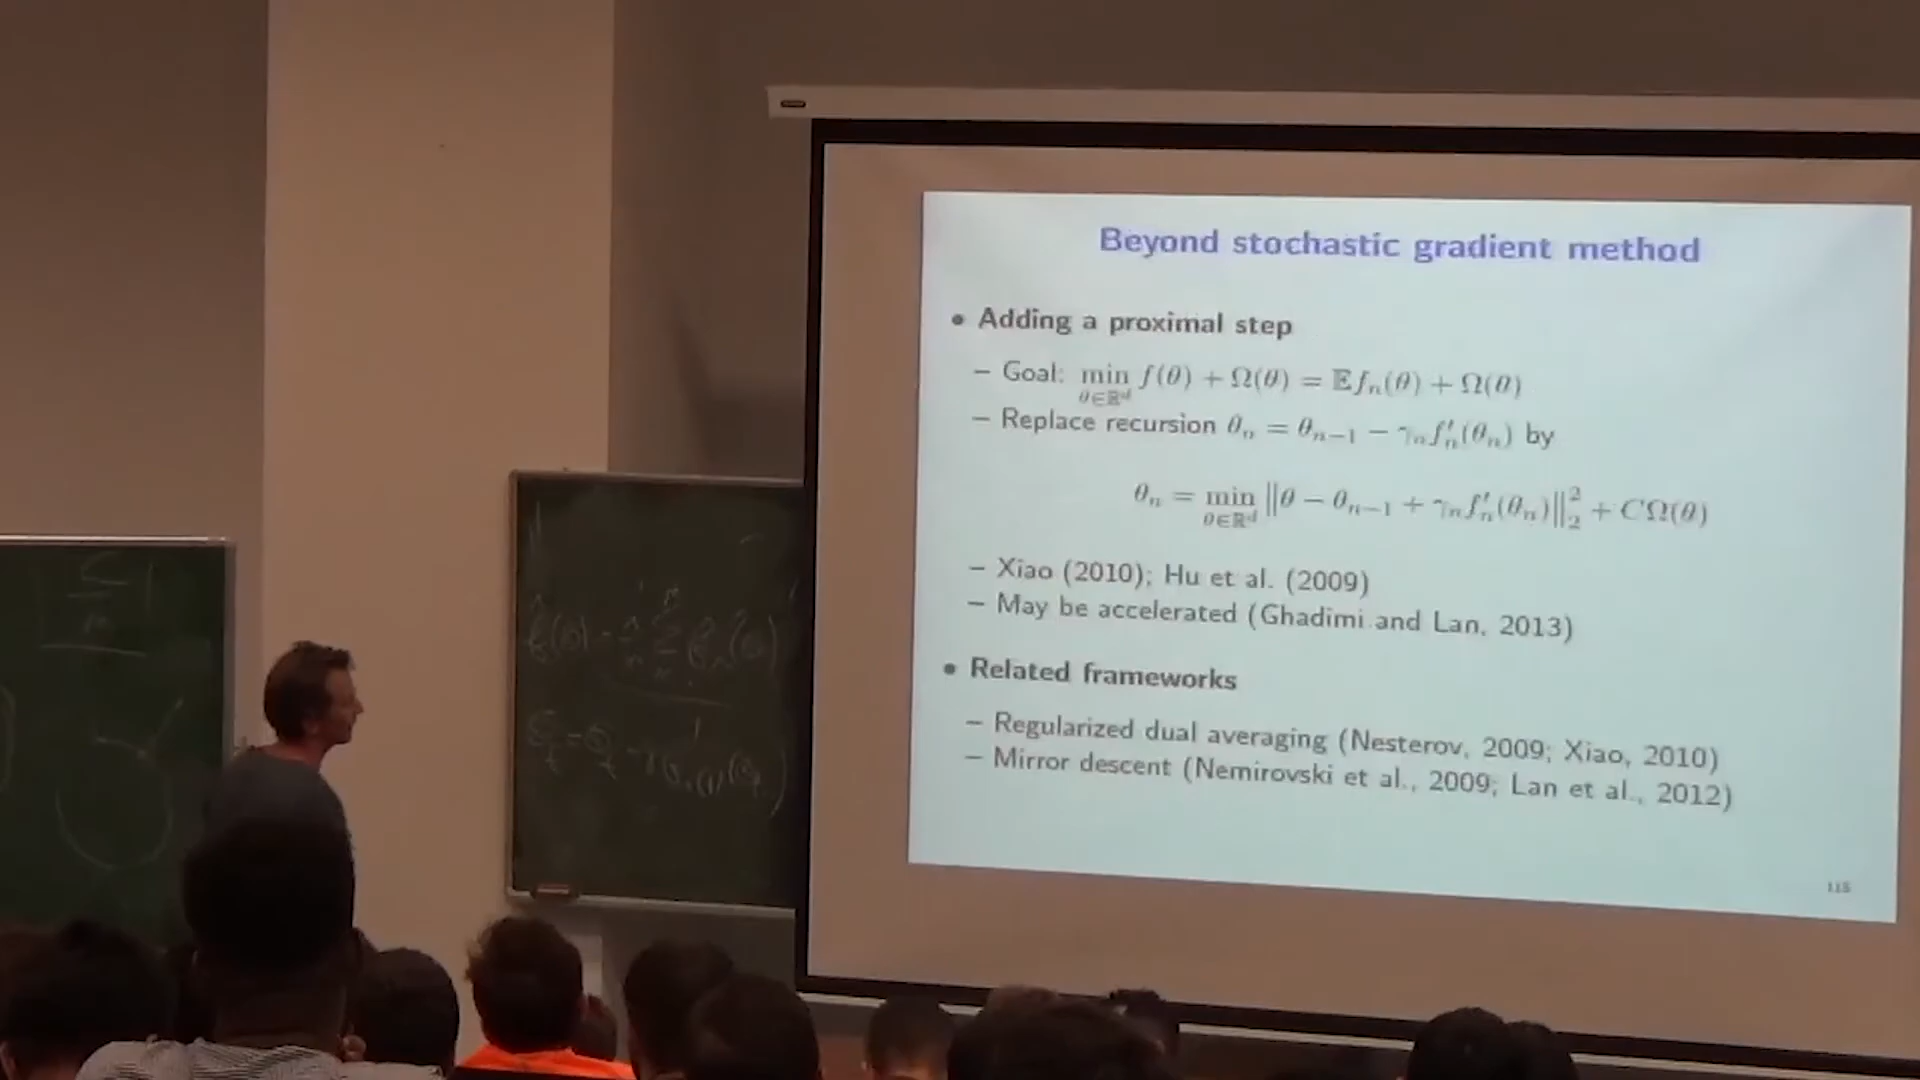 Beyond stochastic gradient method
• Adding a proximal step
– Goal: min_{θ∈ℝ^d} f(θ) + Ω(θ) = 𝔼f_n(θ) + Ω(θ)
– Replace recursion θ_n = θ_{n−1} − γ_n f′_n(θ_n) by
θ_n = min_{θ∈ℝ^d} ‖θ − θ_{n−1} + γ_n f′_n(θ_n)‖₂² + CΩ(θ)
– Xiao (2010); Hu et al. (2009)
– May be accelerated (Ghadimi and Lan, 2013)
• Related frameworks
– Regularized dual averaging (Nesterov, 2009; Xiao, 2010)
– Mirror descent (Nemirovski et al., 2009; Lan et al., 2012)